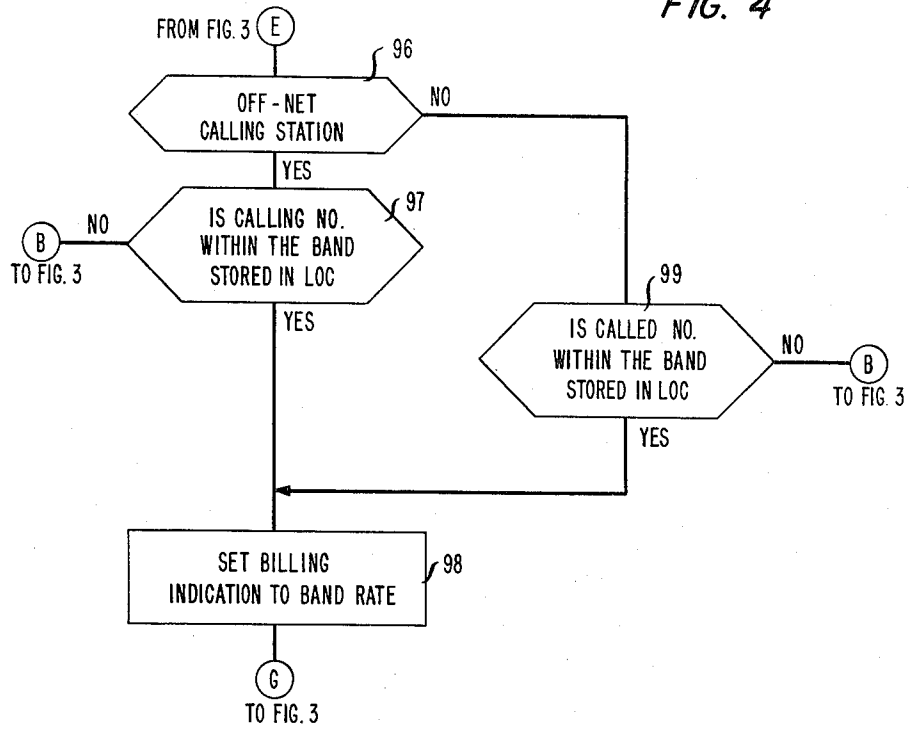 FIG. 4
FROM FIG. 3 E
96
OFF-NET
CALLING STATION
NO
YES
97
IS CALLING NO.
WITHIN THE BAND
STORED IN LOC
NO
B
TO FIG. 3
YES
99
IS CALLED NO.
WITHIN THE BAND
STORED IN LOC
NO
B
TO FIG. 3
YES
SET BILLING
INDICATION TO BAND RATE
98
G
TO FIG. 3